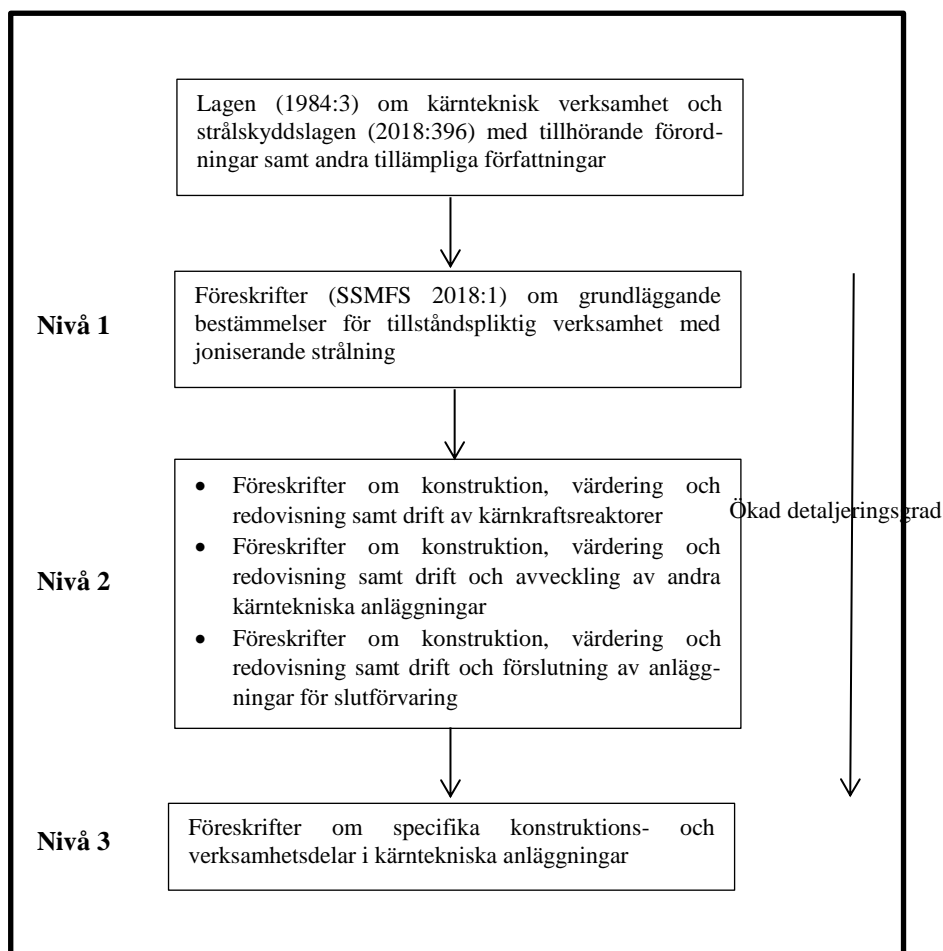 Lagen (1984:3) om kärnteknisk verksamhet och
strålskyddslagen (2018:396) med tillhörande förord-
ningar samt andra tillämpliga författningar
Nivå 1
Föreskrifter (SSMFS 2018:1) om grundläggande
bestämmelser för tillståndspliktig verksamhet med
joniserande strålning
Nivå 2
• Föreskrifter om konstruktion, värdering och
redovisning samt drift av kärnkraftsreaktorer
• Föreskrifter om konstruktion, värdering och
redovisning samt drift och avveckling av andra
kärntekniska anläggningar
• Föreskrifter om konstruktion, värdering och
redovisning samt drift och förslutning av anlägg-
ningar för slutförvaring
Ökad detaljeringsgrad
Nivå 3
Föreskrifter om specifika konstruktions- och
verksamhetsdelar i kärntekniska anläggningar